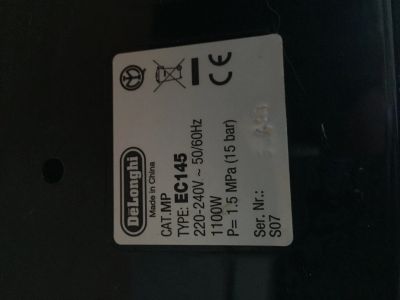 DeLonghi
Made in China
CAT.MP
TYPE: EC145
220-240V ~ 50/60Hz
1100W
P= 1.5 MPa (15 bar)
Ser. Nr.:
S07